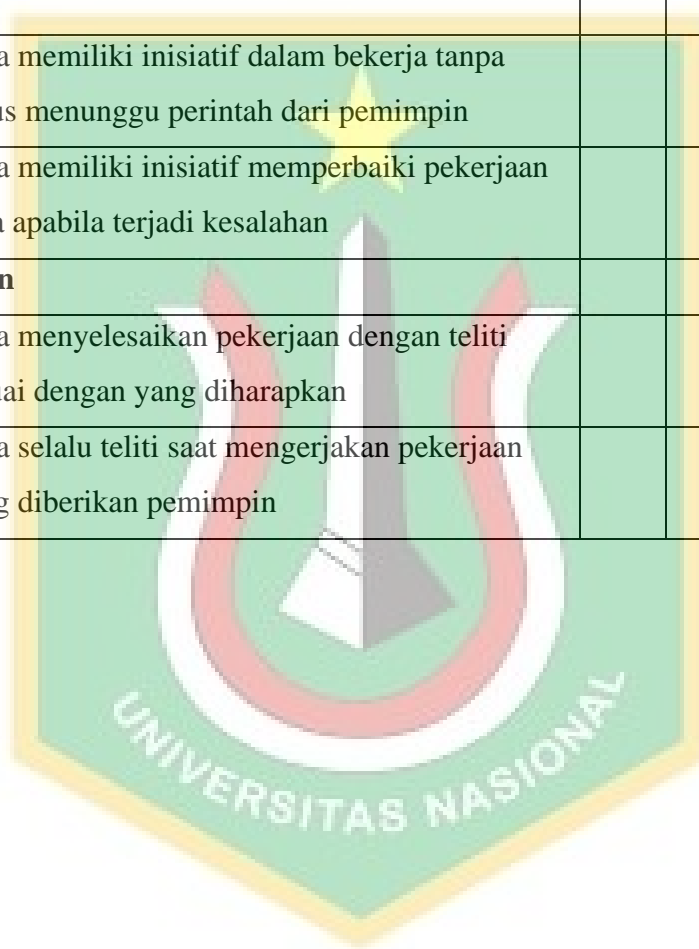 a memiliki inisiatif dalam bekerja tanpa
us menunggu perintah dari pemimpin
a memiliki inisiatif memperbaiki pekerjaan
a apabila terjadi kesalahan
n
a menyelesaikan pekerjaan dengan teliti
uai dengan yang diharapkan
a selalu teliti saat mengerjakan pekerjaan
g diberikan pemimpin
UNIVERSITAS NASIONAL